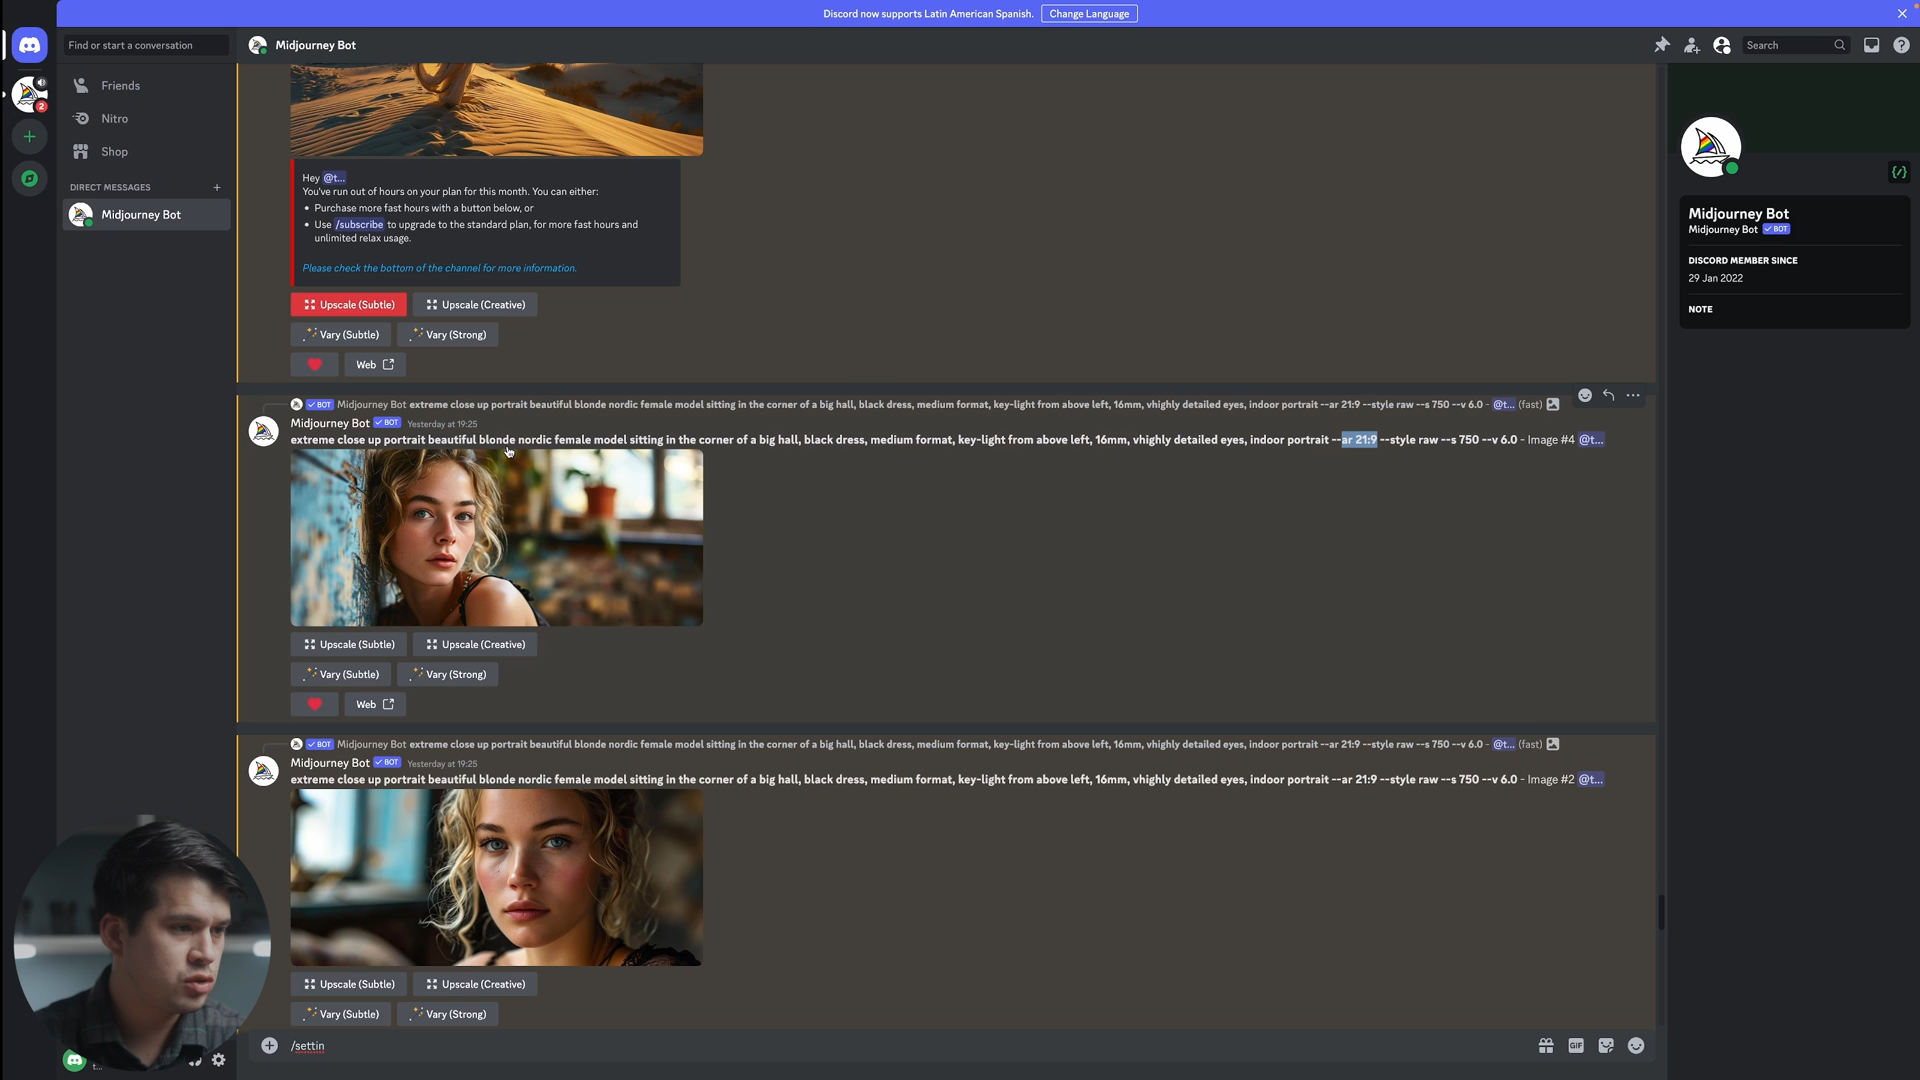 Discord now supports Latin American Spanish.
Change Language
Find or start a conversation
Midjourney Bot
Search
Friends
Nitro
Shop
DIRECT MESSAGES
Midjourney Bot
2
Hey @t...
You've run out of hours on your plan for this month. You can either:
Purchase more fast hours with a button below, or
Use /subscribe to upgrade to the standard plan, for more fast hours and
unlimited relax usage.
Please check the bottom of the channel for more information.
Upscale (Subtle)
Upscale (Creative)
Vary (Subtle)
Vary (Strong)
Web
BOT Midjourney Bot extreme close up portrait beautiful blonde nordic female model sitting in the corner of a big hall, black dress, medium format, key-light from above left, 16mm, vhighly detailed eyes, indoor portrait --ar 21:9 --style raw --s 750 --v 6.0 - @t... (fast)
Midjourney Bot BOT Yesterday at 19:25
extreme close up portrait beautiful blonde nordic female model sitting in the corner of a big hall, black dress, medium format, key-light from above left, 16mm, vhighly detailed eyes, indoor portrait --ar 21:9 --style raw --s 750 --v 6.0 - Image #4 @t...
Upscale (Subtle)
Upscale (Creative)
Vary (Subtle)
Vary (Strong)
Web
BOT Midjourney Bot extreme close up portrait beautiful blonde nordic female model sitting in the corner of a big hall, black dress, medium format, key-light from above left, 16mm, vhighly detailed eyes, indoor portrait --ar 21:9 --style raw --s 750 --v 6.0 - @t... (fast)
Midjourney Bot BOT Yesterday at 19:25
extreme close up portrait beautiful blonde nordic female model sitting in the corner of a big hall, black dress, medium format, key-light from above left, 16mm, vhighly detailed eyes, indoor portrait --ar 21:9 --style raw --s 750 --v 6.0 - Image #2 @t...
Upscale (Subtle)
Upscale (Creative)
Vary (Subtle)
Vary (Strong)
/settin
GIF
t...
Midjourney Bot
Midjourney Bot BOT
DISCORD MEMBER SINCE
29 Jan 2022
NOTE